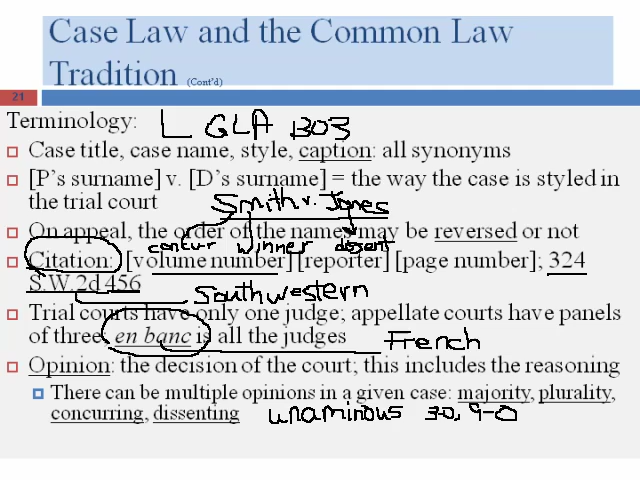 Case Law and the Common Law
Tradition (Cont'd)
21
Terminology: LGLA 1303
Case title, case name, style, caption: all synonyms
[P's surname] v. [D's surname] = the way the case is styled in
the trial court Smith v. Jones
On appeal, the order of the names may be reversed or not
concur winner dissent
Citation: [volume number][reporter] [page number]; 324
S.W.2d 456 Southwestern
Trial courts have only one judge; appellate courts have panels
of three; en banc is all the judges French
Opinion: the decision of the court; this includes the reasoning
There can be multiple opinions in a given case: majority, plurality,
concurring, dissenting unaminous 3-0, 9-0